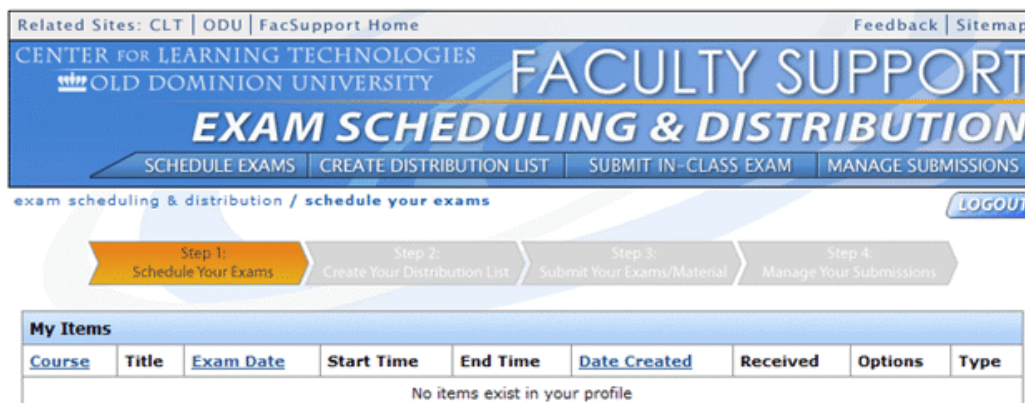 Related Sites: CLT | ODU | FacSupport Home Feedback | Sitemap
CENTER FOR LEARNING TECHNOLOGIES
OLD DOMINION UNIVERSITY
FACULTY SUPPORT
EXAM SCHEDULING & DISTRIBUTION
SCHEDULE EXAMS | CREATE DISTRIBUTION LIST | SUBMIT IN-CLASS EXAM | MANAGE SUBMISSIONS
exam scheduling & distribution / schedule your exams LOGOUT
Step 1: Step 2: Step 3: Step 4:
Schedule Your Exams Create Your Distribution List Submit Your Exams/Material Manage Your Submissions
My Items
Course Title Exam Date Start Time End Time Date Created Received Options Type
No items exist in your profile